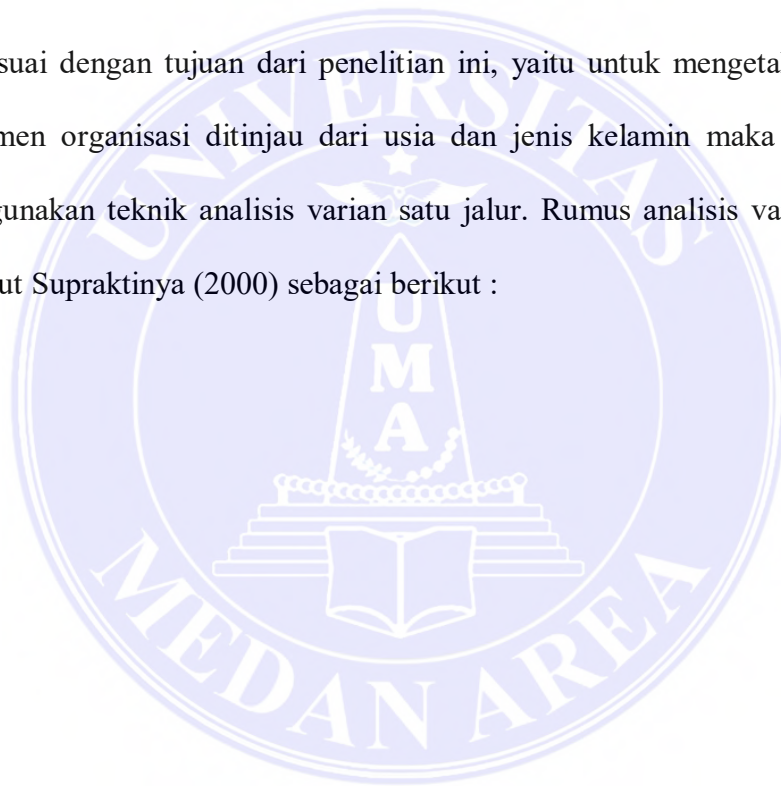 suai dengan tujuan dari penelitian ini, yaitu untuk mengeta
men organisasi ditinjau dari usia dan jenis kelamin maka
gunakan teknik analisis varian satu jalur. Rumus analisis va
ut Supraktinya (2000) sebagai berikut :
UNIVERSITAS
UMA
MEDAN AREA